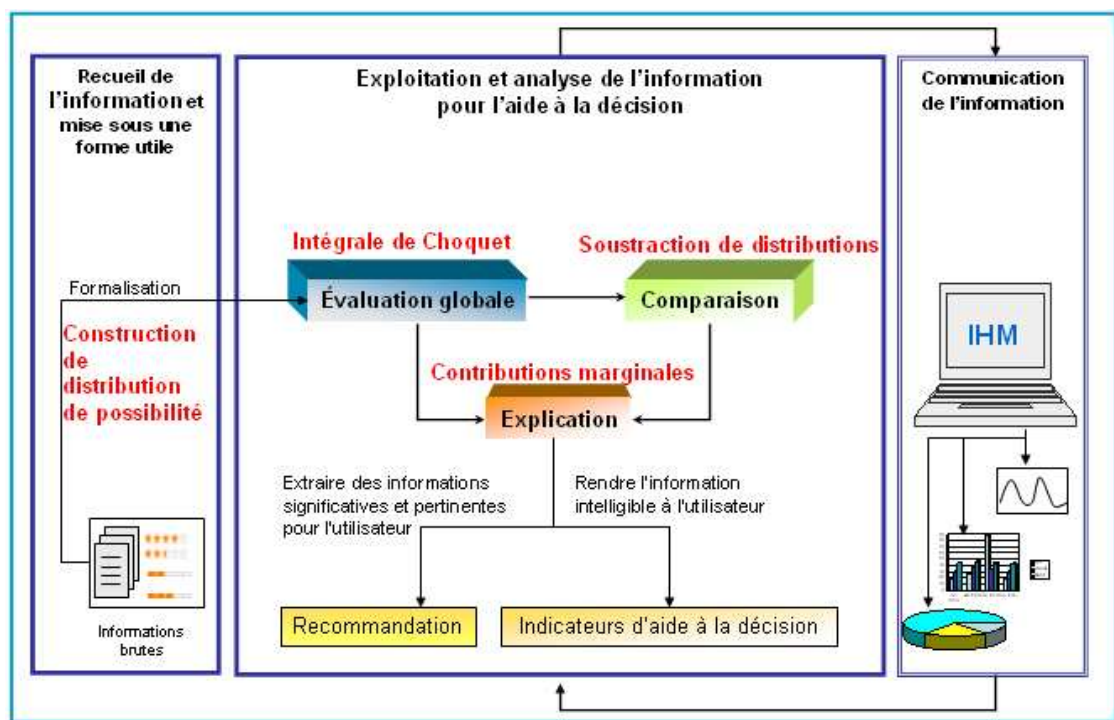 Recueil de
l'information et
mise sous une
forme utile
Formalisation
Construction
de
distribution
de possibilité
Informations
brutes
Exploitation et analyse de l'information
pour l'aide à la décision
Intégrale de Choquet
Soustraction de distributions
Évaluation globale
Comparaison
Contributions marginales
Explication
Extraire des informations
significatives et pertinentes
pour l'utilisateur
Rendre l'information
intelligible à l'utilisateur
Recommandation
Indicateurs d'aide à la décision
Communication
de l'information
IHM